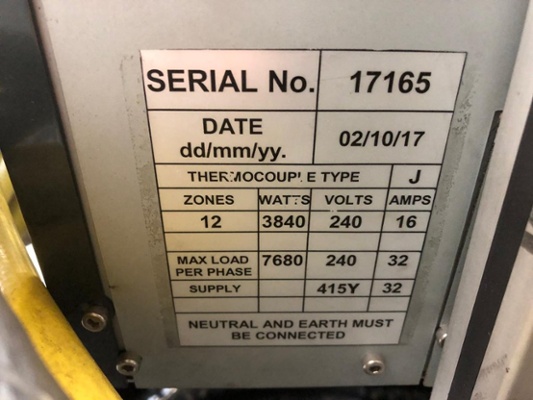 SERIAL No. 17165
DATE
dd/mm/yy. 02/10/17
THERMOCOUPLE TYPE J
ZONES WATTS VOLTS AMPS
12 3840 240 16
MAX LOAD
PER PHASE 7680 240 32
SUPPLY 415Y 32
NEUTRAL AND EARTH MUST
BE CONNECTED